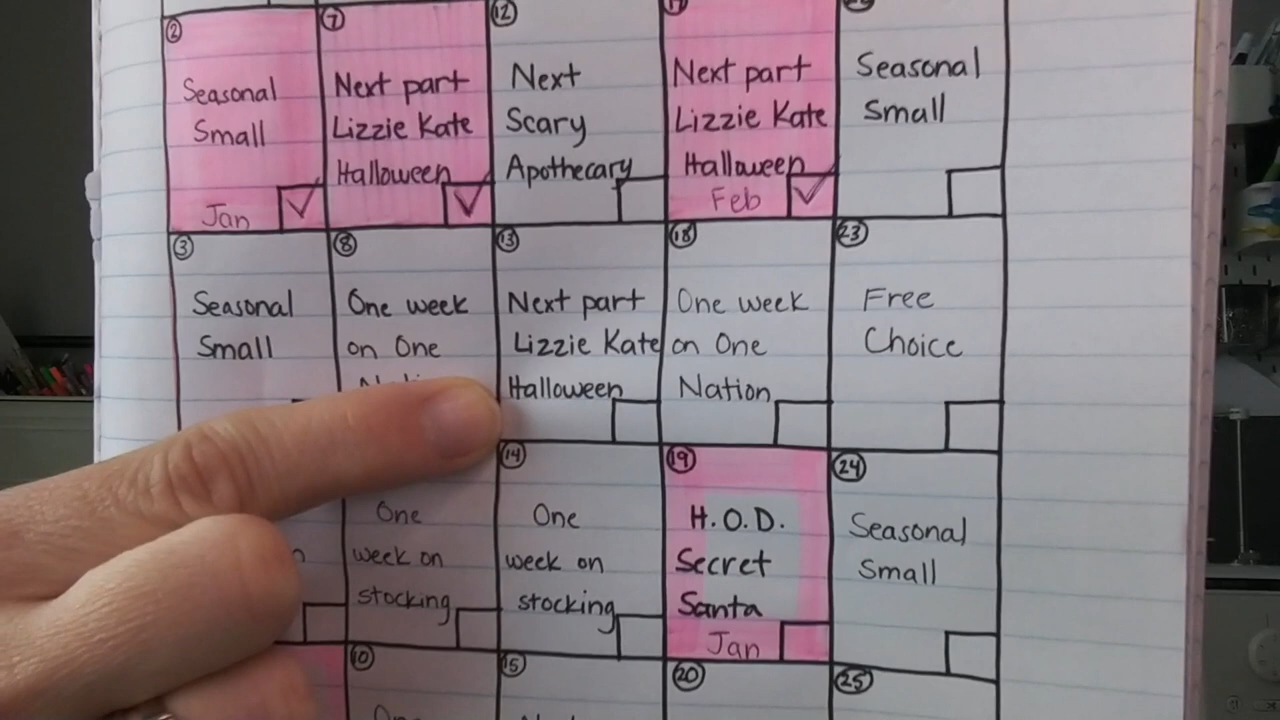 ②
Seasonal
Small
Jan
⑦
Next part
Lizzie Kate
Halloween
⑫
Next
Scary
Apothecary
Next part
Lizzie Kate
Halloween
Feb
Seasonal
Small
③
Seasonal
Small
⑧
One week
on One
⑬
Next part
Lizzie Kate
Halloween
⑱
One week
on One
Nation
㉓
Free
Choice
One
week on
stocking
⑭
One
week on
stocking
⑲
H.O.D.
Secret
Santa
Jan
㉔
Seasonal
Small
⑩
⑮
⑳
㉕